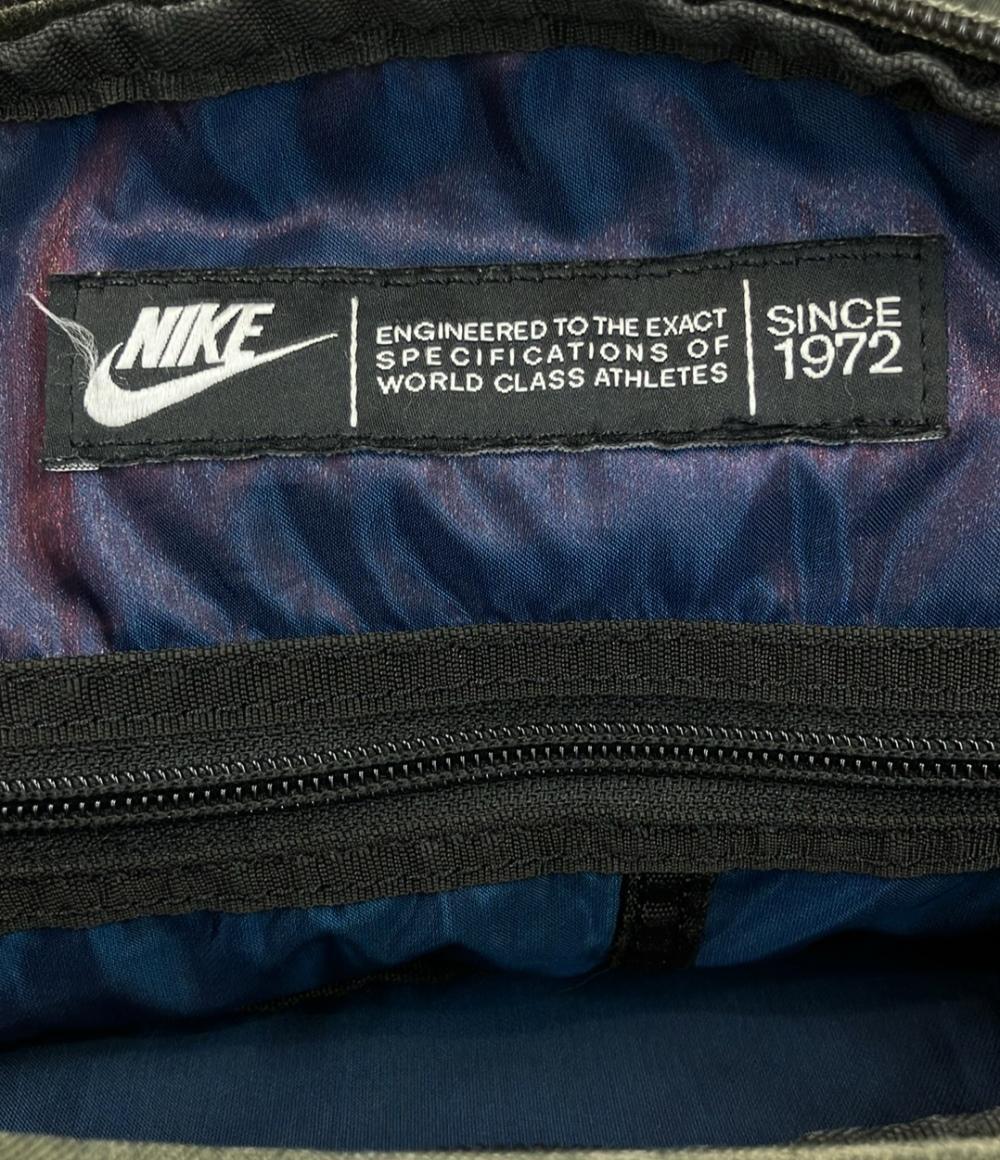 NIKE
ENGINEERED TO THE EXACT
SPECIFICATIONS OF
WORLD CLASS ATHLETES
SINCE
1972